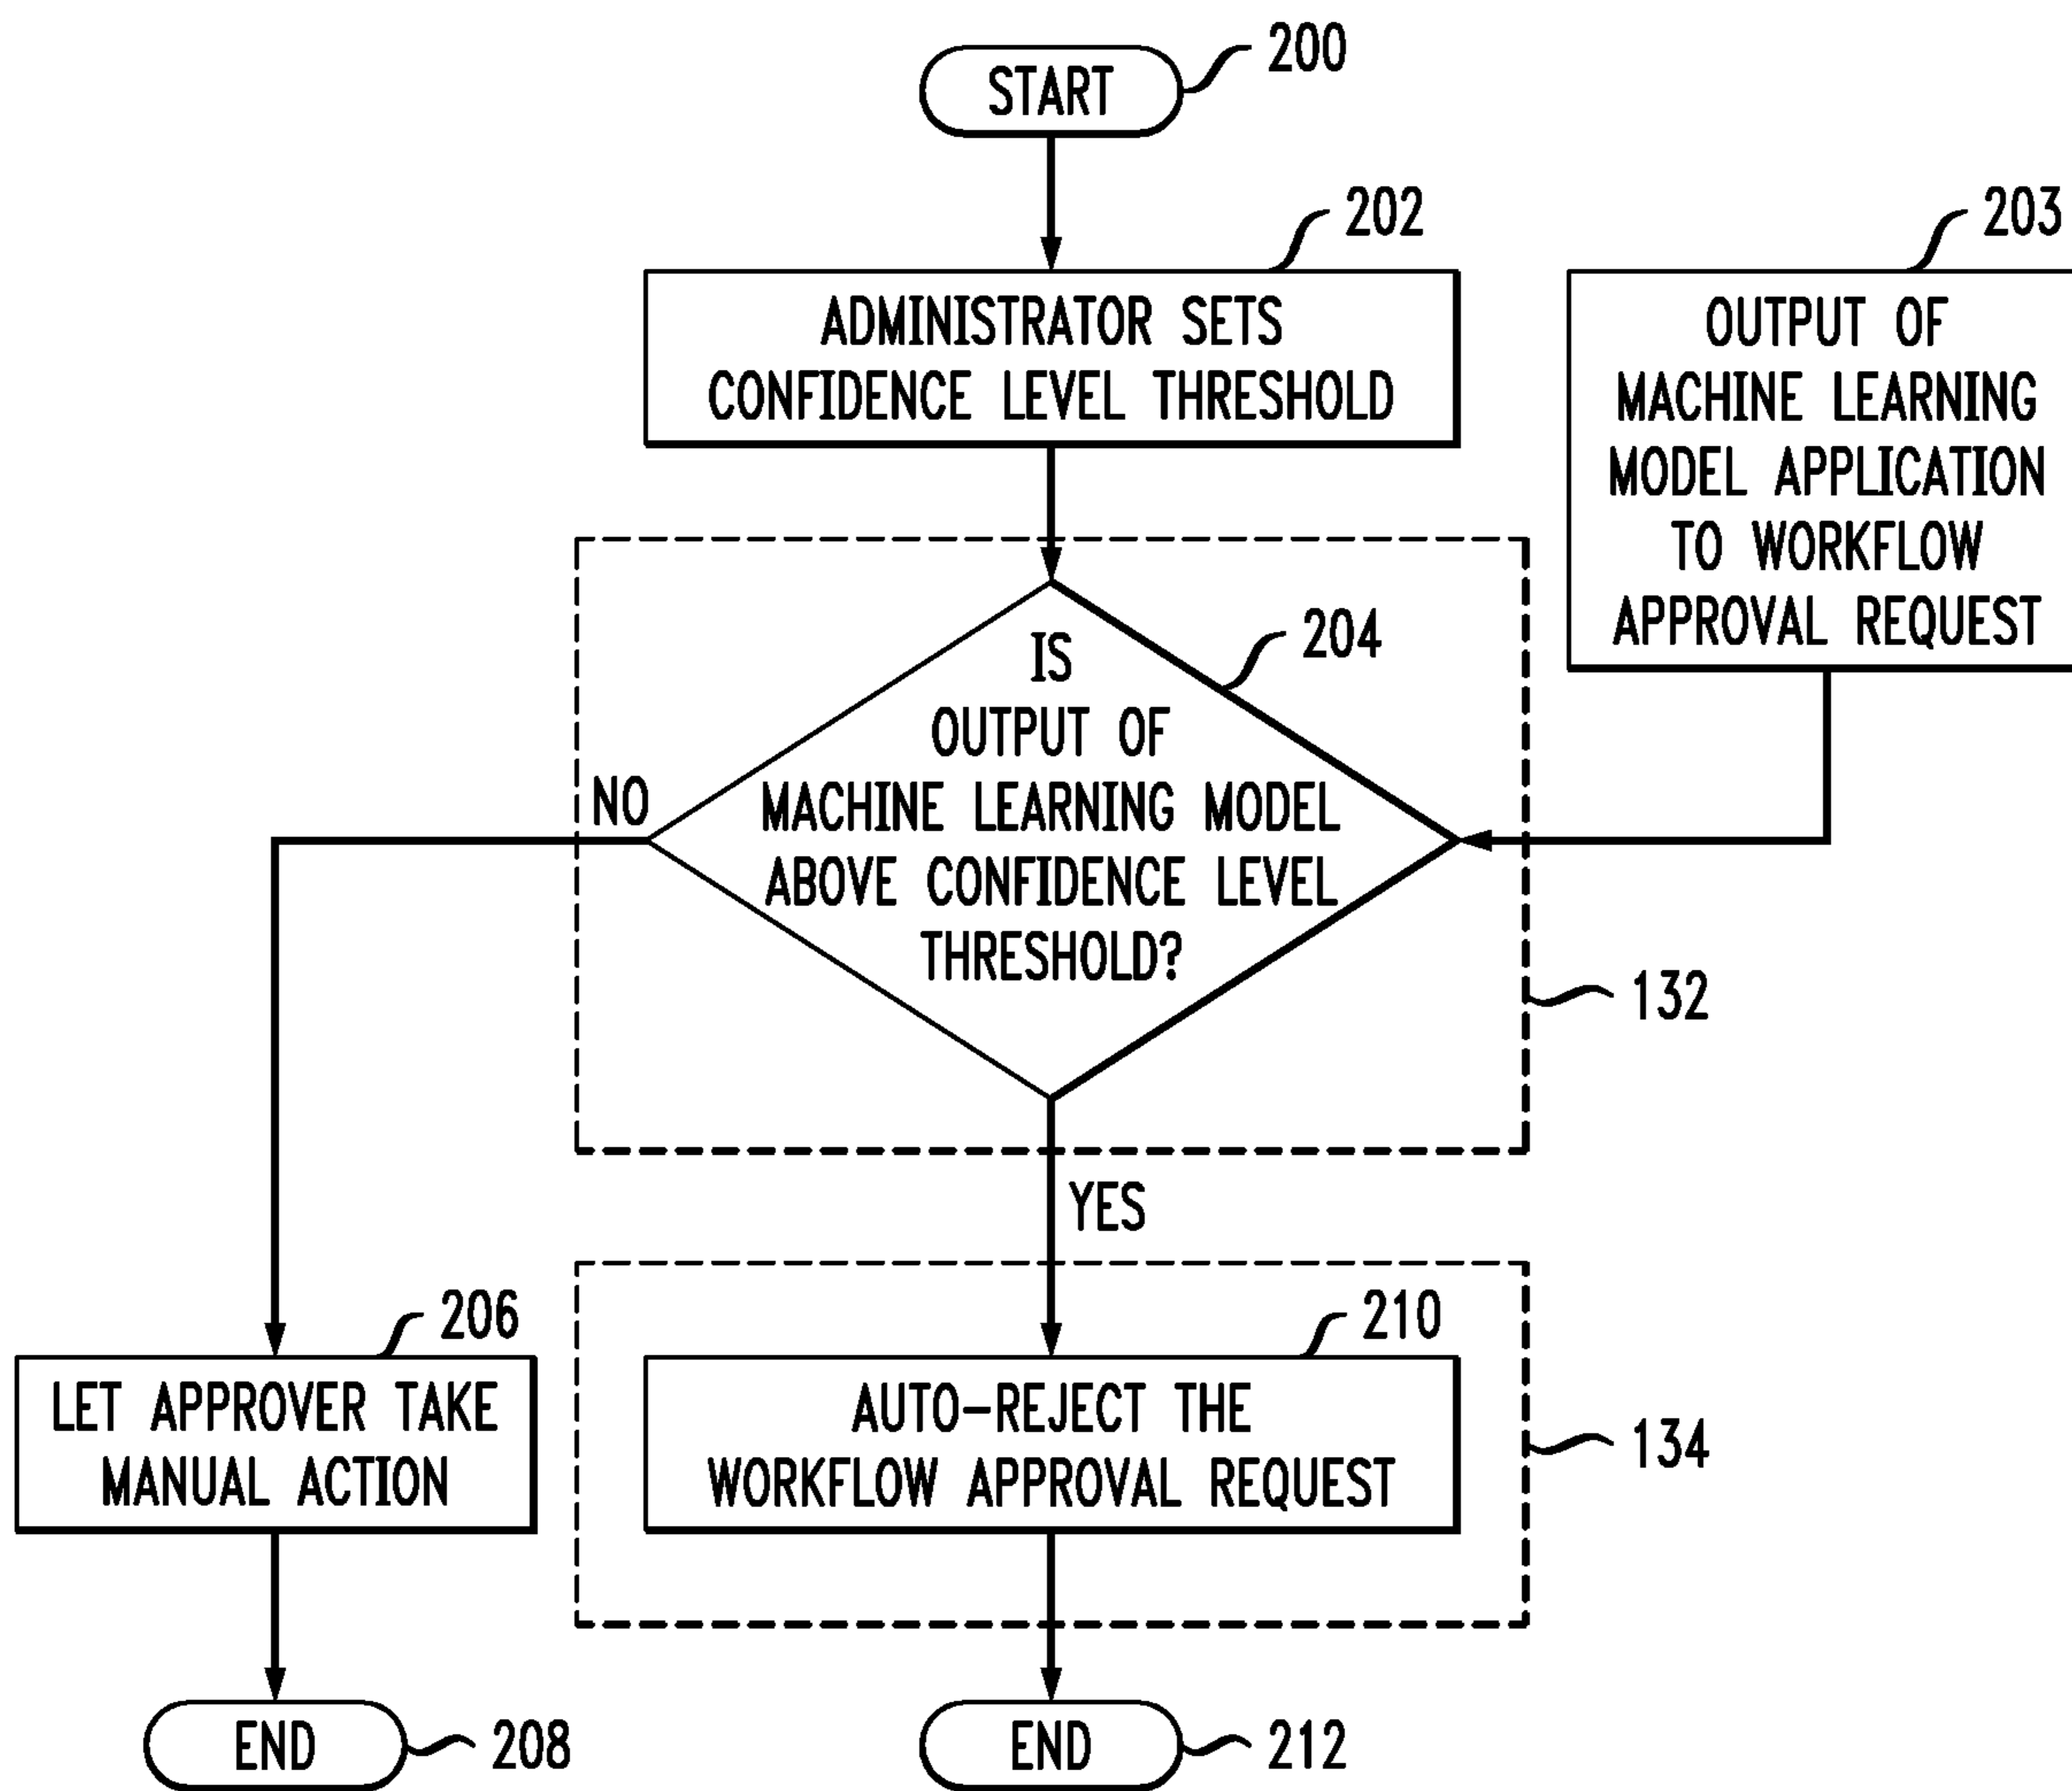 START
200
202
ADMINISTRATOR SETS
CONFIDENCE LEVEL THRESHOLD
203
OUTPUT OF
MACHINE LEARNING
MODEL APPLICATION
TO WORKFLOW
APPROVAL REQUEST
204
IS
OUTPUT OF
MACHINE LEARNING MODEL
ABOVE CONFIDENCE LEVEL
THRESHOLD?
NO
132
YES
206
LET APPROVER TAKE
MANUAL ACTION
210
AUTO-REJECT THE
WORKFLOW APPROVAL REQUEST
134
END
208
END
212